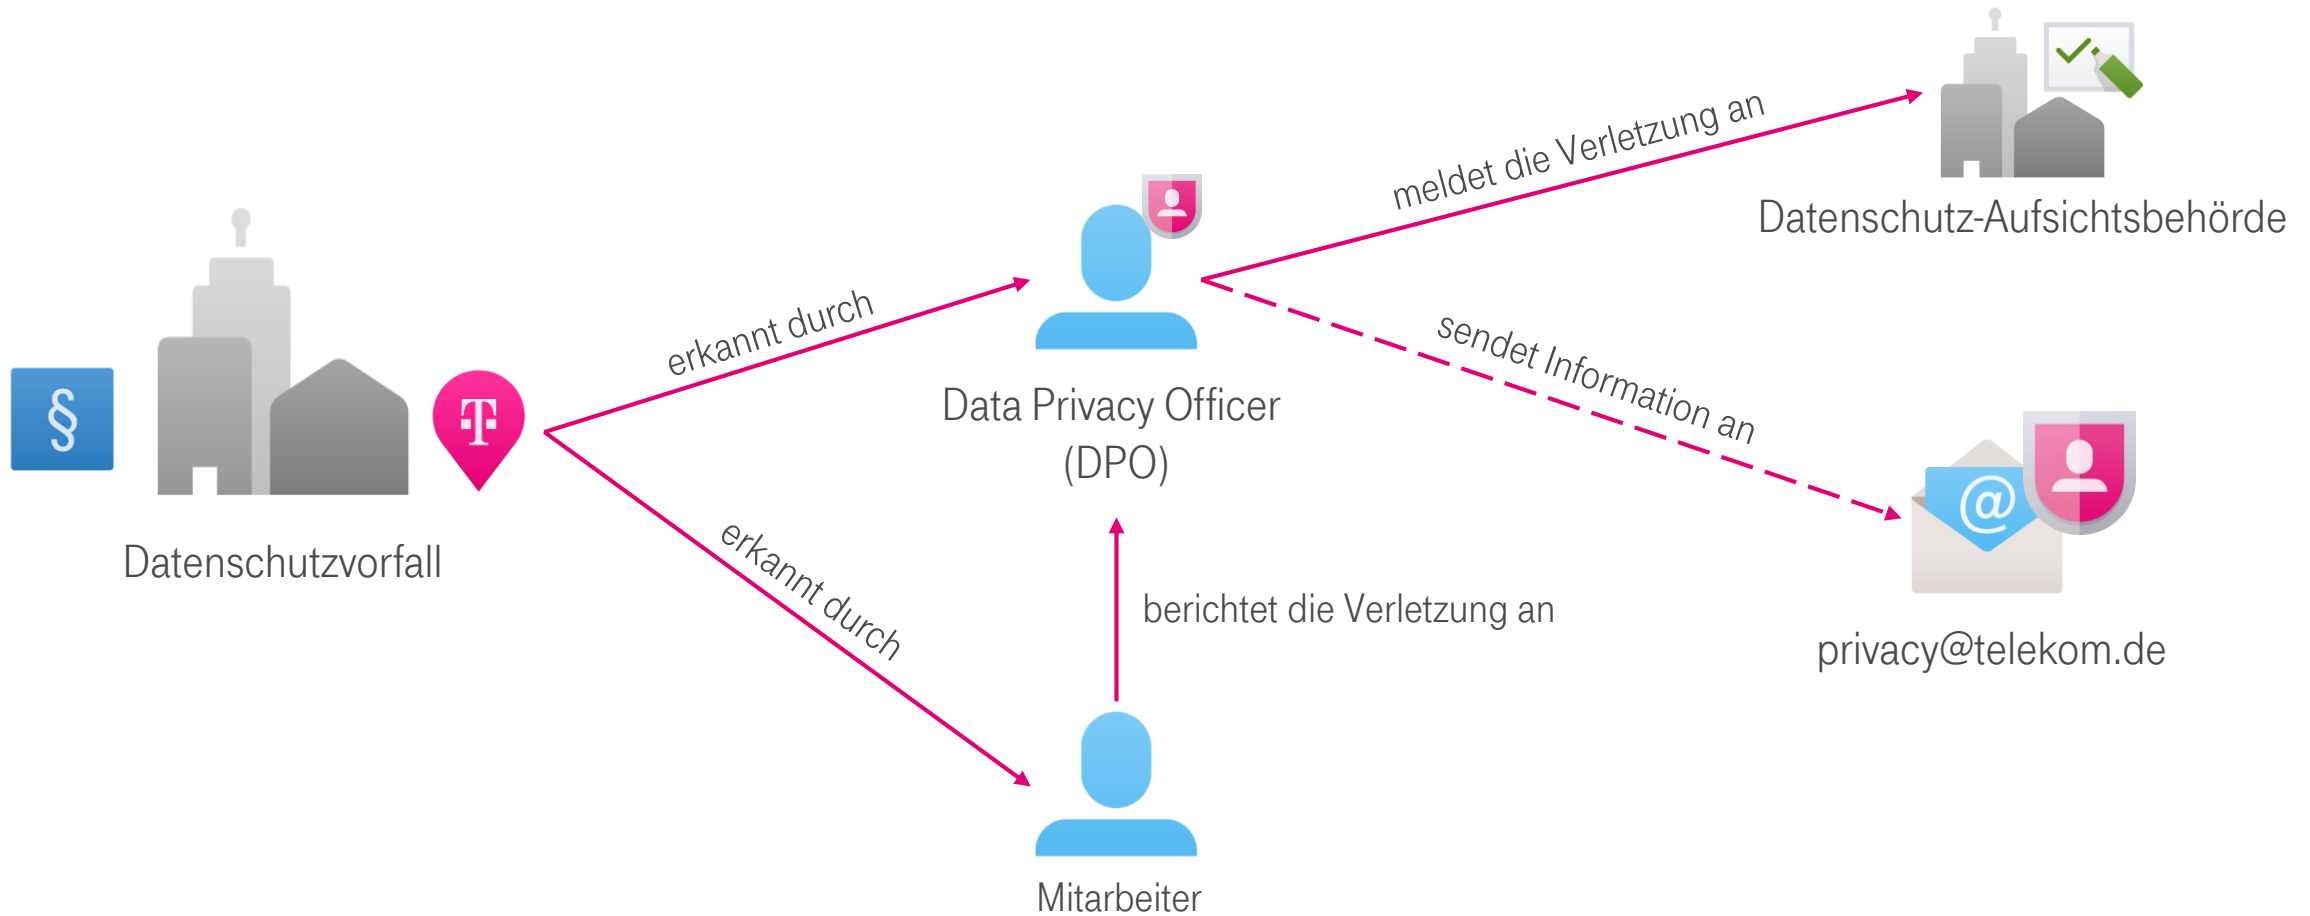 §
T
Datenschutzvorfall
erkannt durch
erkannt durch
Data Privacy Officer
(DPO)
berichtet die Verletzung an
Mitarbeiter
meldet die Verletzung an
Datenschutz-Aufsichtsbehörde
sendet Information an
@
privacy@telekom.de